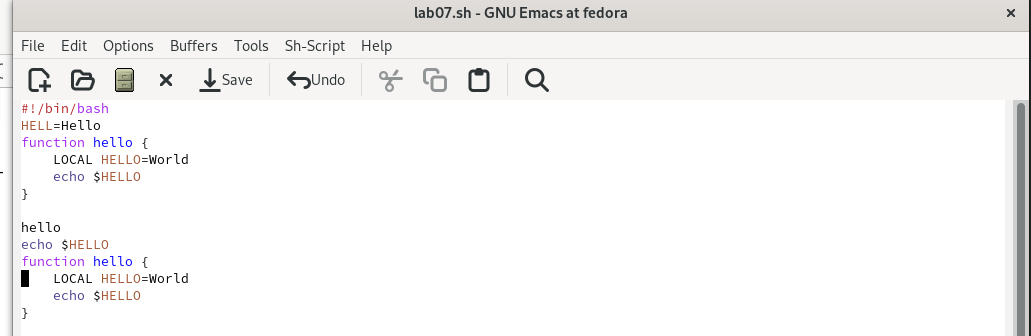 lab07.sh - GNU Emacs at fedora
File Edit Options Buffers Tools Sh-Script Help
Save Undo
#!/bin/bash
HELL=Hello
function hello {
    LOCAL HELLO=World
    echo $HELLO
}

hello
echo $HELLO
function hello {
    LOCAL HELLO=World
    echo $HELLO
}